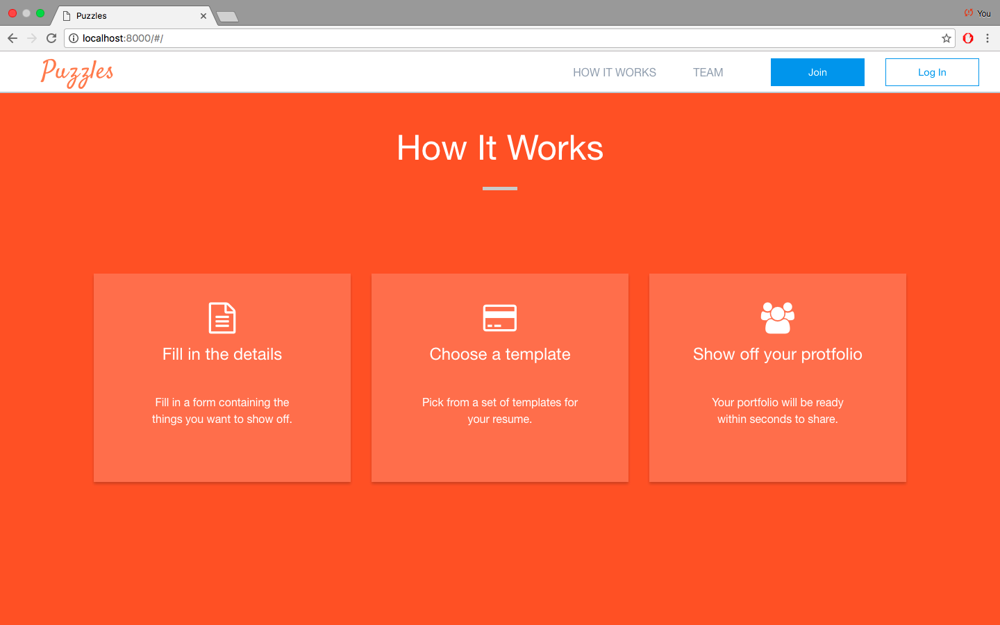 Puzzles
You
localhost:8000/#/
Puzzles
HOW IT WORKS
TEAM
Join
Log In
How It Works
Fill in the details
Fill in a form containing the
things you want to show off.
Choose a template
Pick from a set of templates for
your resume.
Show off your protfolio
Your portfolio will be ready
within seconds to share.